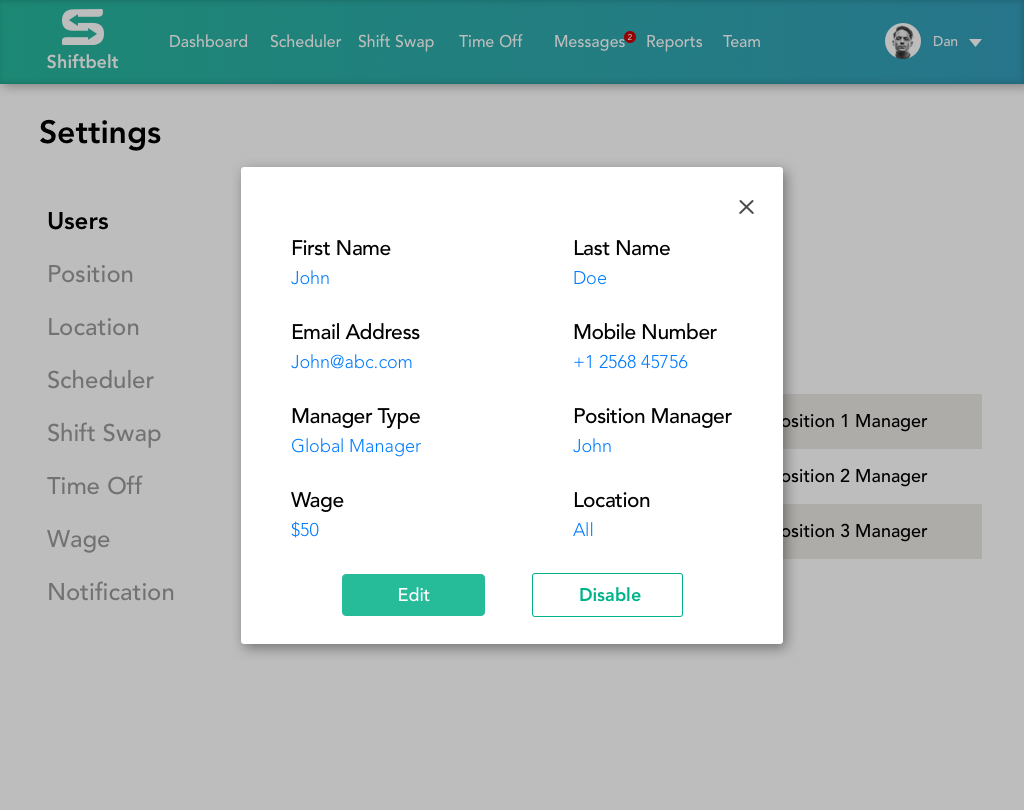 Shiftbelt
Dashboard Scheduler Shift Swap Time Off Messages 2 Reports Team Dan
Settings
Users
Position
Location
Scheduler
Shift Swap
Time Off
Wage
Notification
First Name Last Name
John Doe
Email Address Mobile Number
John@abc.com +1 2568 45756
Manager Type Position Manager
Global Manager John
Wage Location
$50 All
Edit Disable
osition 1 Manager
osition 2 Manager
osition 3 Manager